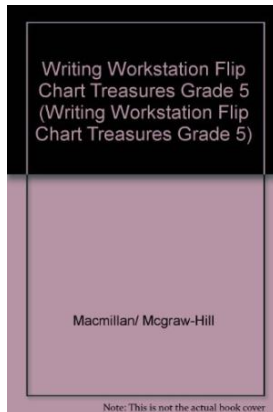 Writing Workstation Flip
Chart Treasures Grade 5
(Writing Workstation Flip
Chart Treasures Grade 5)
Macmillan/ Mcgraw-Hill
Note: This is not the actual book cover